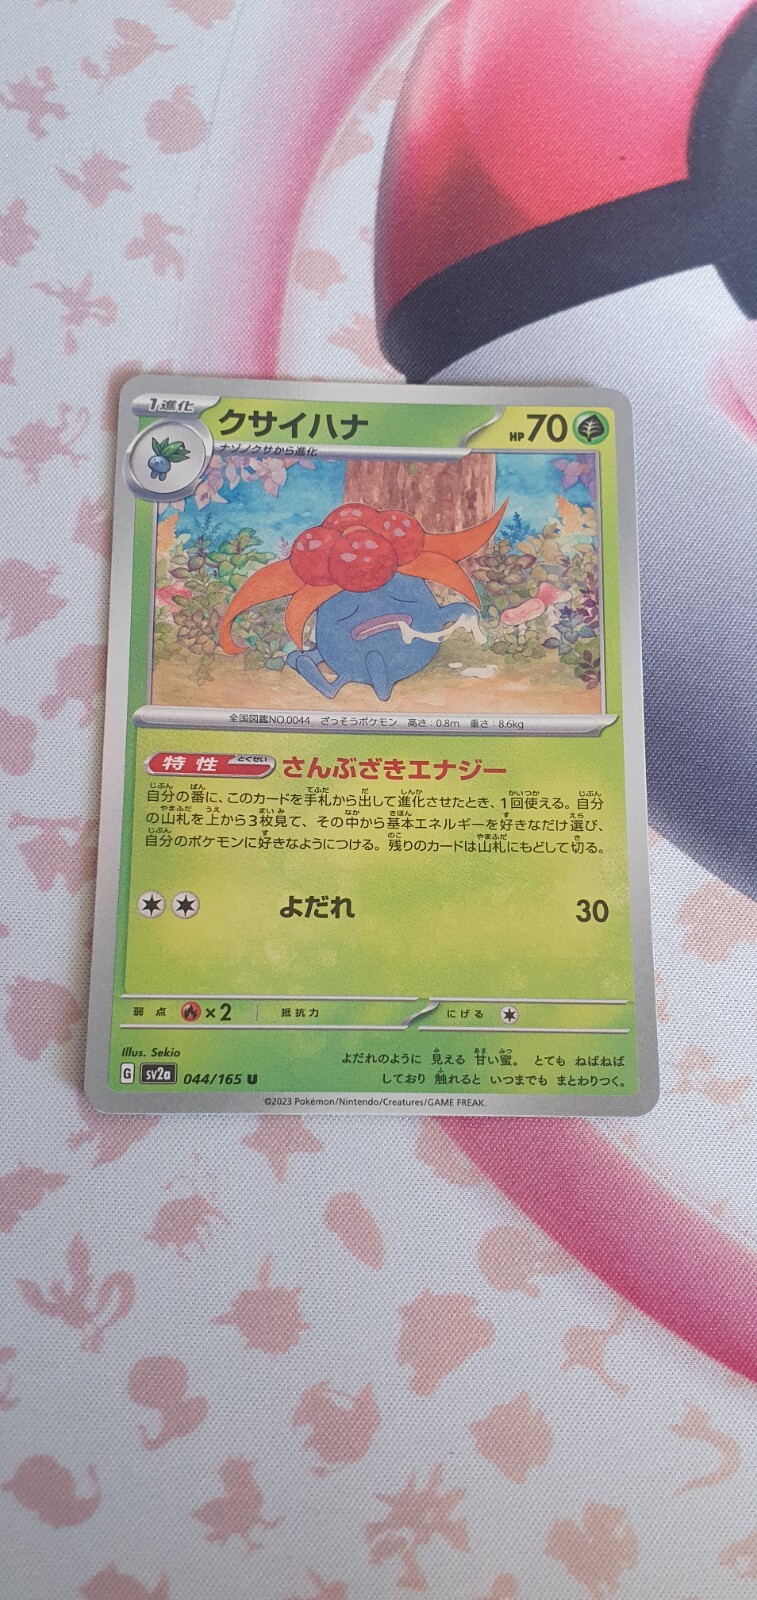 1進化
クサイハナ
HP 70
ナゾノクサから進化
全国図鑑NO.0044 ざっそうポケモン 高さ:0.8m 重さ:8.6kg
特性 とくせい さんぶざきエナジー
自分の番に、このカードを手札から出して進化させたとき、1回使える。自分
の山札を上から3枚見て、その中から基本エネルギーを好きなだけ選び、
自分のポケモンに好きなようにつける。残りのカードは山札にもどして切る。
よだれ 30
弱点 ×2 抵抗力 にげる
Illus. Sekio
よだれのように 見える 甘い蜜。 とても ねばねば
しており 触れると いつまでも まとわりつく。
G sv2a 044/165 U
©2023 Pokémon/Nintendo/Creatures/GAME FREAK.